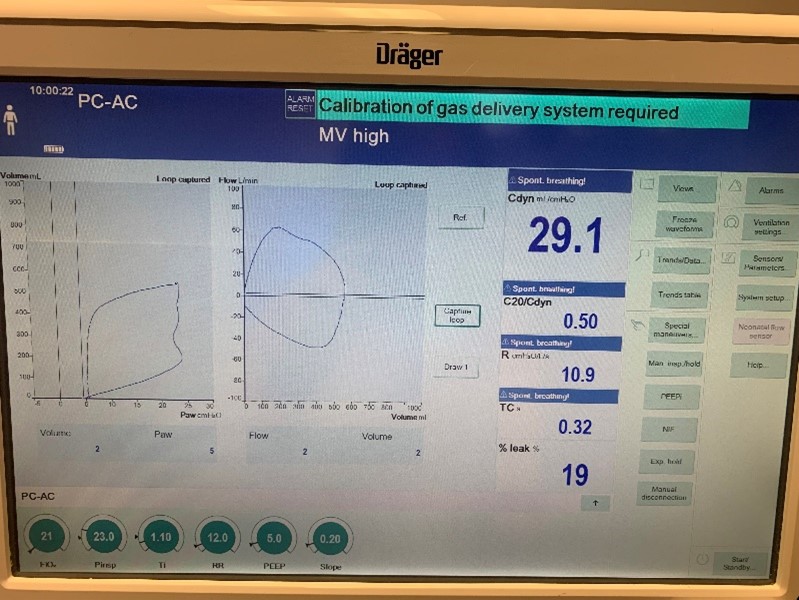 Dräger
10:00:22
PC-AC
ALARM RESET
Calibration of gas delivery system required
MV high
Volume mL
Loop captured
1000
900
800
700
600
500
400
300
200
100
0
-5 0 5 10 15 20 25 30
Paw cmH₂O
Flow L/min
Loop captured
100
80
60
40
20
0
-20
-40
-60
-80
-100
0 100 200 300 400 500 600 700 800 1000
Volume ml
Ref.
Capture loop
Draw 1
Volume
2
Paw
5
Flow
2
Volume
2
Spont. breathing!
Cdyn mL/cmH₂O
29.1
Spont. breathing!
C20/Cdyn
0.50
Spont. breathing!
R cmH₂O/L/s
10.9
Spont. breathing!
TC s
0.32
% leak %
19
Views
Freeze waveforms
Trends/Data...
Trends table
Special maneuvers...
Man. insp./hold
PEEPi
NIF
Exp. hold
Manual disconnection
Alarms
Ventilation settings...
Sensors/ Parameters...
System setup...
Neonatal flow sensor
Help...
Start/ Standby...
PC-AC
21
FiO₂
23.0
Pinsp
1.10
Ti
12.0
RR
5.0
PEEP
0.20
Slope